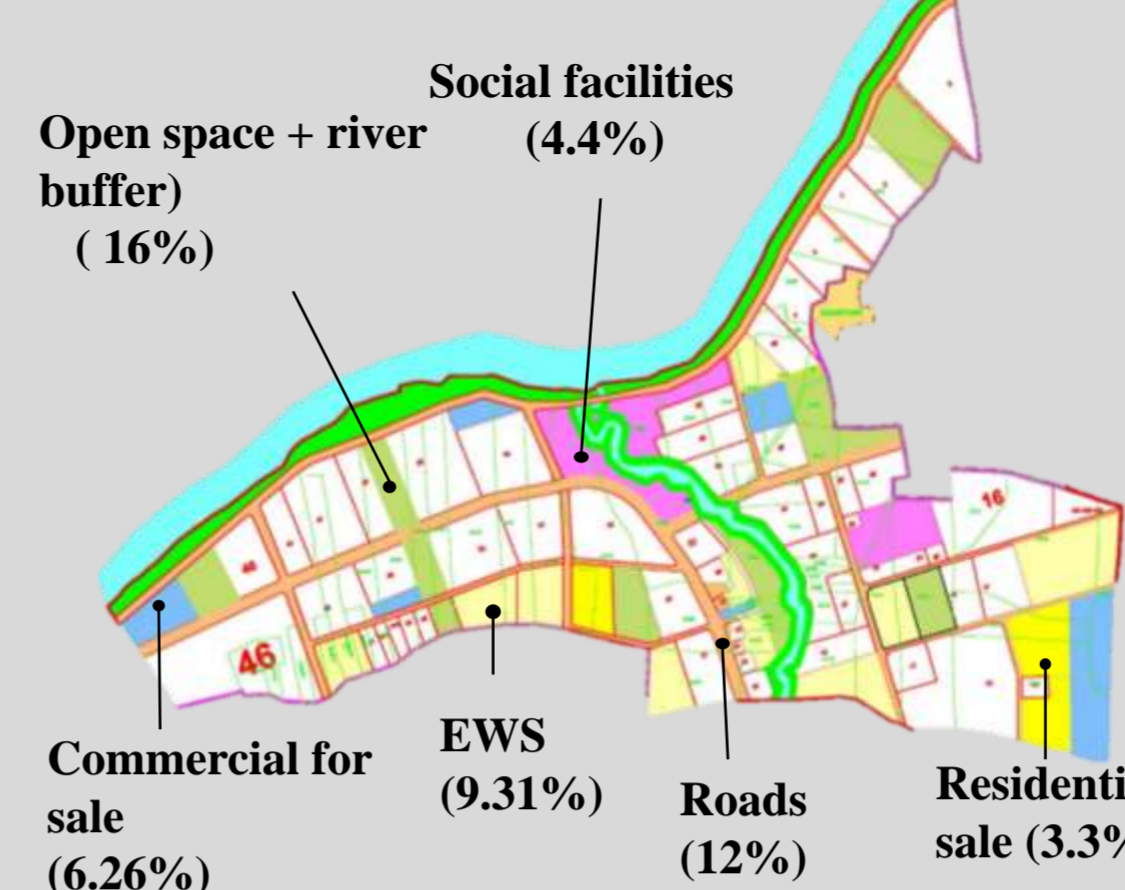 Social facilities
(4.4%)
Open space + river
buffer)
( 16%)
16
46
Commercial for
sale
(6.26%)
EWS
(9.31%)
Roads
(12%)
Residenti
sale (3.3%